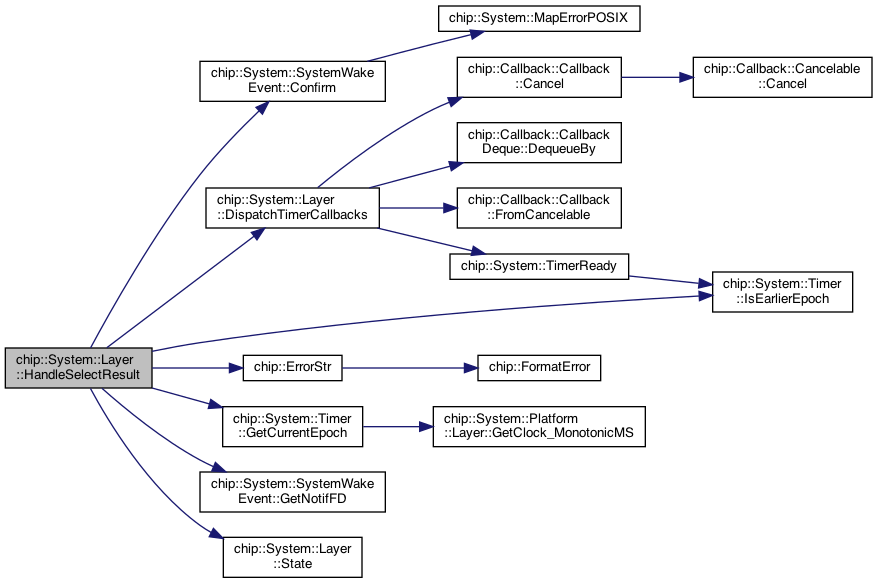 chip::System::MapErrorPOSIX
chip::System::SystemWake
Event::Confirm
chip::Callback::Callback
::Cancel
chip::Callback::Cancelable
::Cancel
chip::Callback::Callback
Deque::DequeueBy
chip::System::Layer
::DispatchTimerCallbacks
chip::Callback::Callback
::FromCancelable
chip::System::TimerReady
chip::System::Timer
::IsEarlierEpoch
chip::System::Layer
::HandleSelectResult
chip::ErrorStr
chip::FormatError
chip::System::Timer
::GetCurrentEpoch
chip::System::Platform
::Layer::GetClock_MonotonicMS
chip::System::SystemWake
Event::GetNotifFD
chip::System::Layer
::State